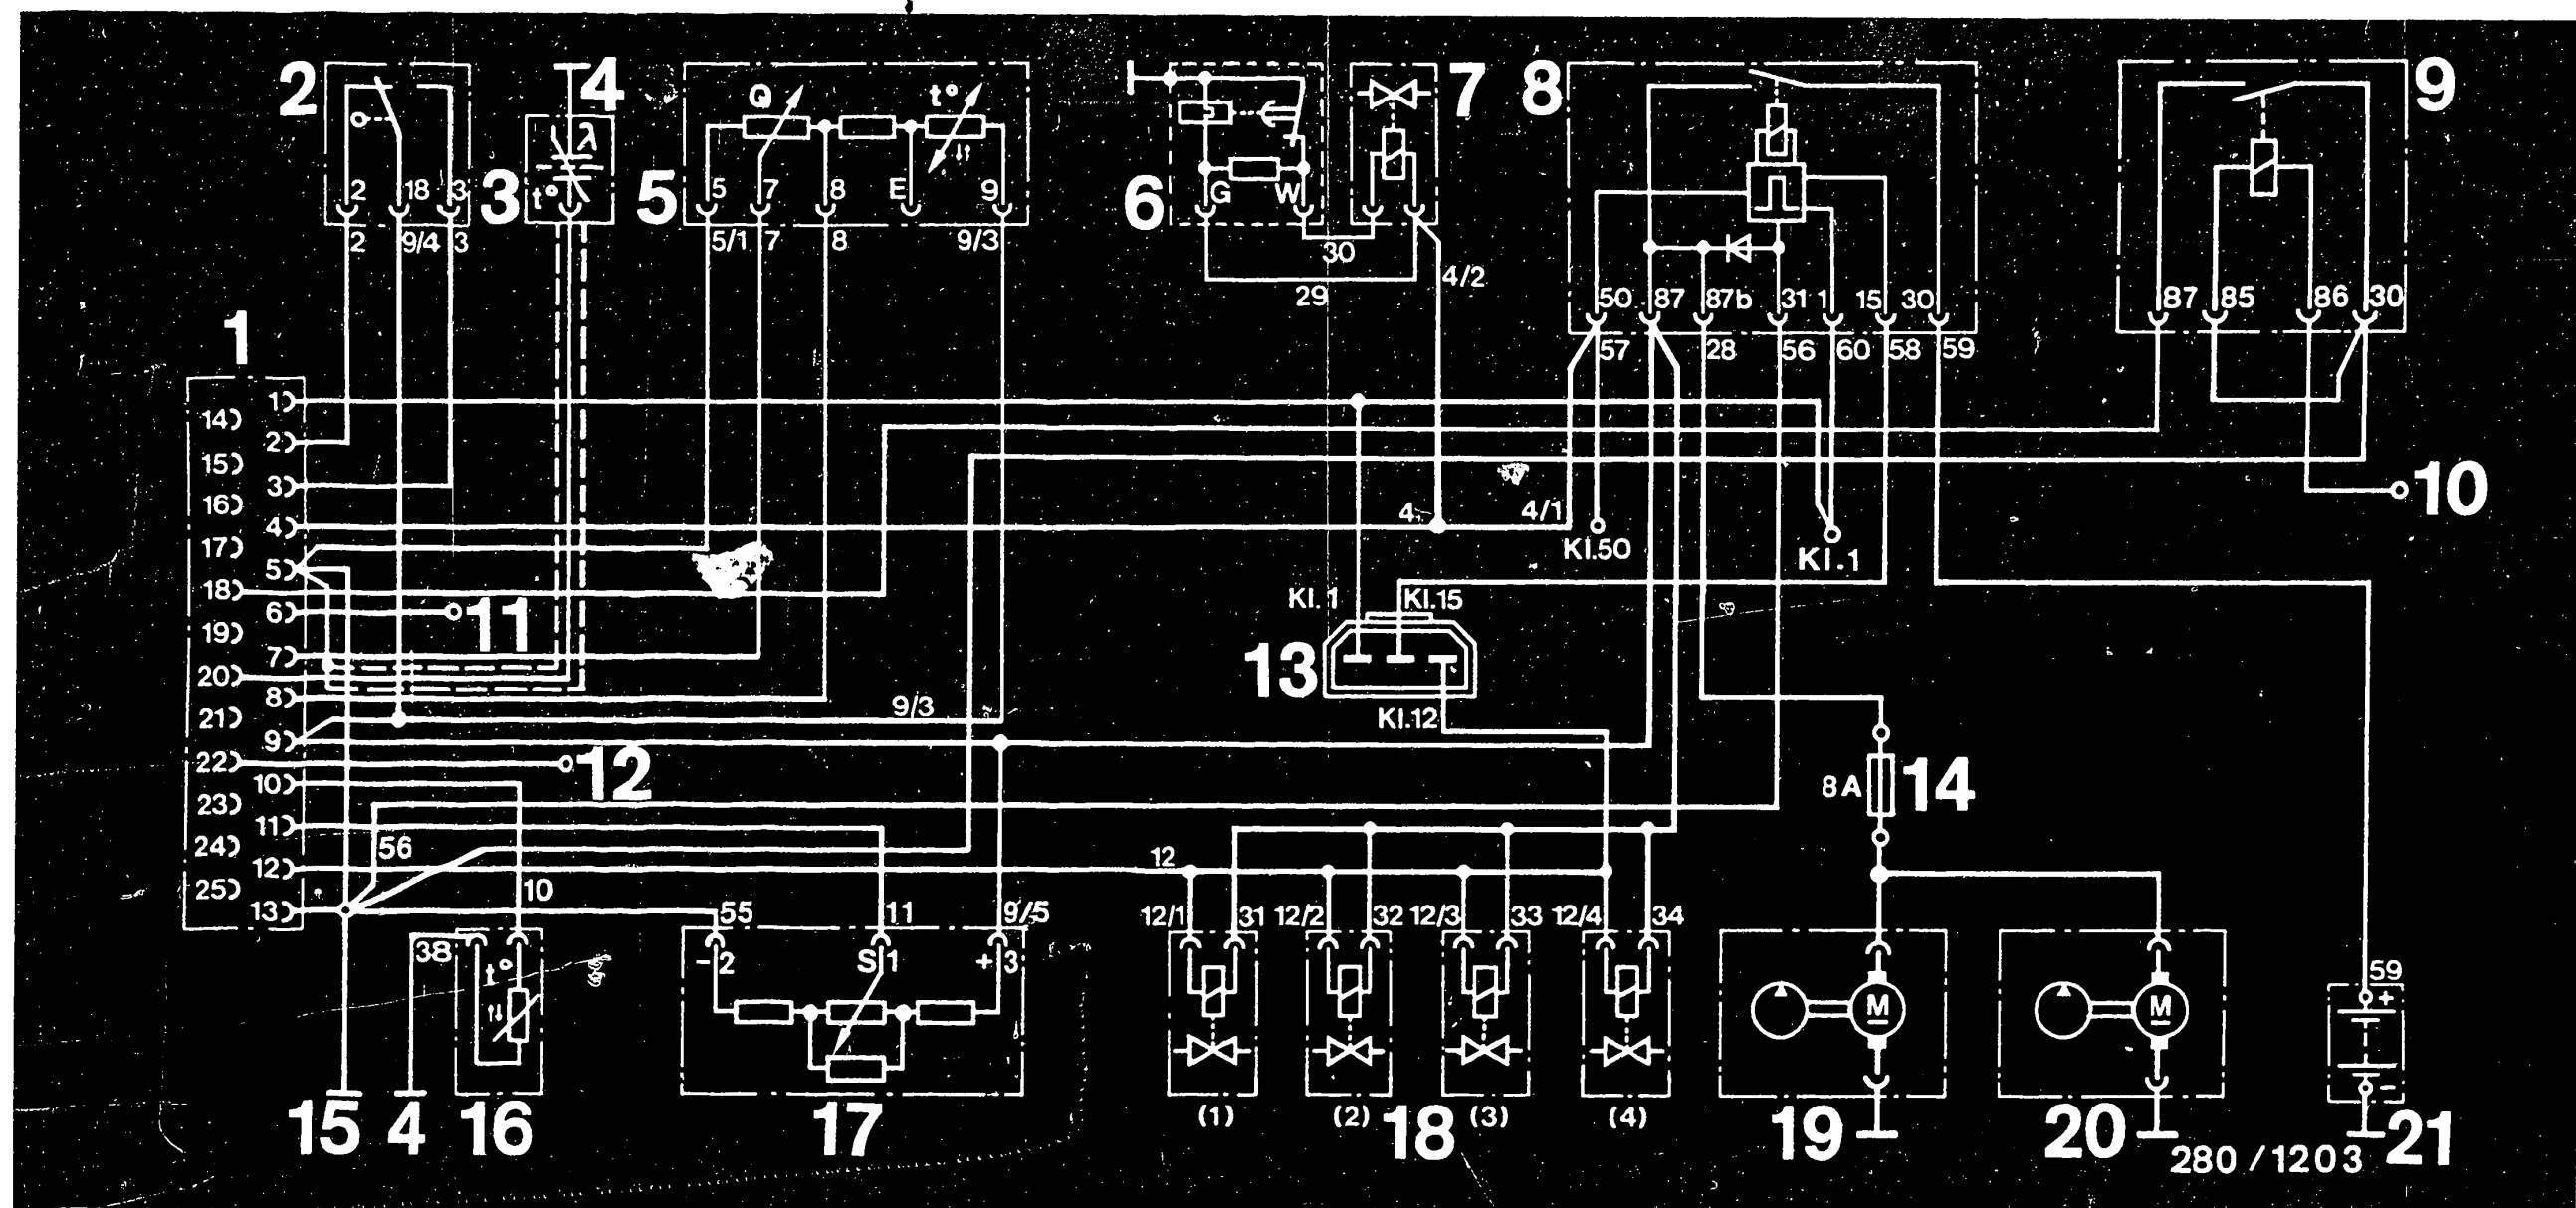 2 4 7 8 9
Q t° λ
3 t° 5 6
2 18 3 5 7 8 E 9 G W
2 9/4 3 5/1 7 8 9/3 30 4/2
29
50 87 87b 31 1 15 30 87 85 86 30
57 28 56 60 58 59
1
14 1
2
15
3
16
4 4 4/1
17
5 Kl.50 Kl.1
18
6 11 Kl.1 Kl.15
19
7 13
20
8 9/3
21 Kl.12
9
22 12
10 8A 14
23
11
24 56
12 12
25
13 10 55 11 9/5 12/1 31 12/2 32 12/3 33 12/4 34
38 t° -2 S 1 +3 59
M M +
-
(1) (2) (3) (4)
15 4 16 17 18 19 20 21
280/1203
10